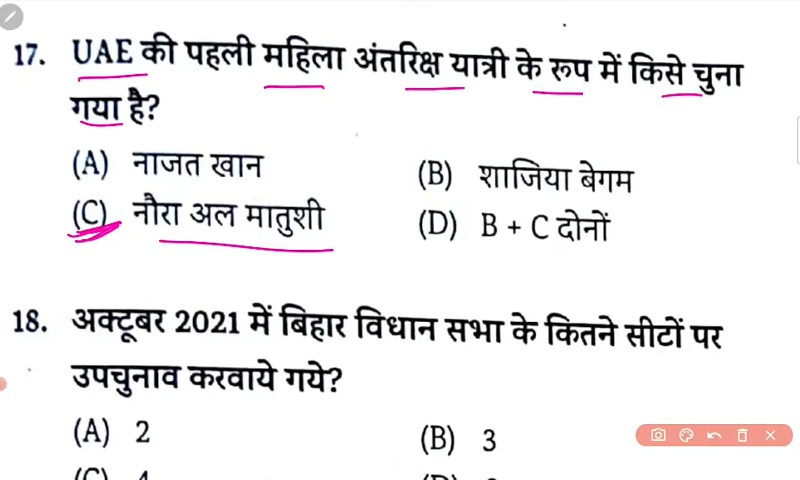 17. UAE की पहली महिला अंतरिक्ष यात्री के रूप में किसे चुना
गया है?
(A) नाजत खान
(B) शाजिया बेगम
(C) नौरा अल मातुशी
(D) B + C दोनों
18. अक्टूबर 2021 में बिहार विधान सभा के कितने सीटों पर
उपचुनाव करवाये गये?
(A) 2
(B) 3